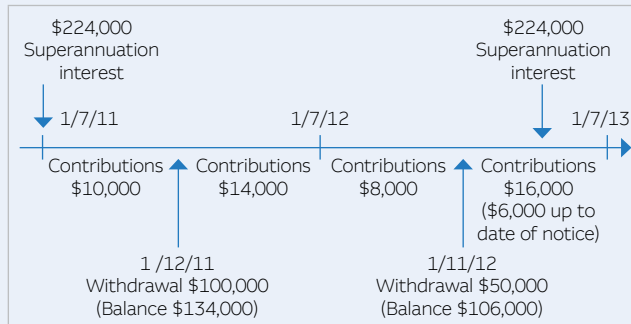 $224,000
Superannuation
interest
$224,000
Superannuation
interest
1/7/11
1/7/12
1/7/13
Contributions
$10,000
Contributions
$14,000
Contributions
$8,000
Contributions
$16,000
($6,000 up to
date of notice)
1 /12/11
Withdrawal $100,000
(Balance $134,000)
1/11/12
Withdrawal $50,000
(Balance $106,000)